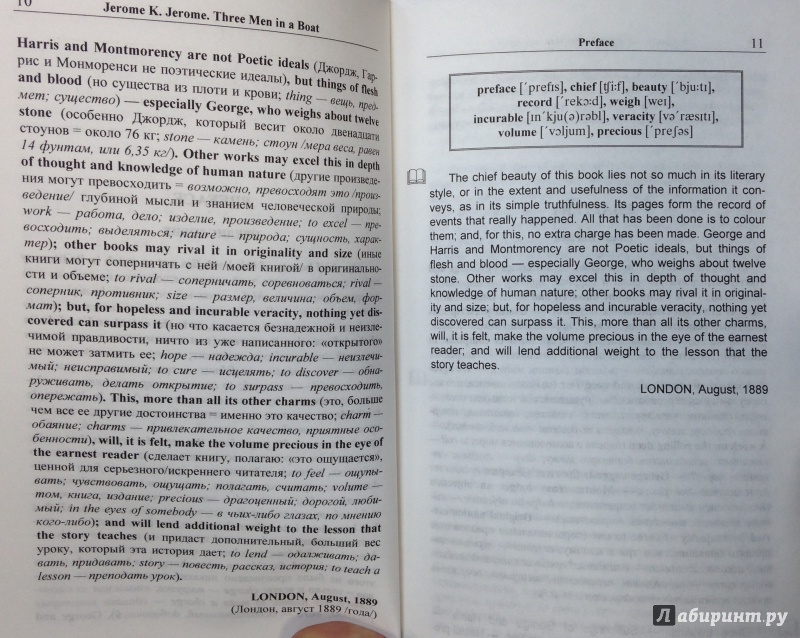 10
Jerome K. Jerome. Three Men in a Boat
Harris and Montmorency are not Poetic ideals (Джордж, Гар-
рис и Монморенси не поэтические идеалы), but things of flesh
and blood (но существа из плоти и крови; thing — вещь, пред-
мет; существо) — especially George, who weighs about twelve
stone (особенно Джордж, который весит около двенадцати
стоунов = около 76 кг; stone — камень; стоун /мера веса, равен
14 фунтам, или 6,35 кг/). Other works may excel this in depth
of thought and knowledge of human nature (другие произведе-
ния могут превосходить = возможно, превосходят это /произ-
ведение/ глубиной мысли и знанием человеческой природы;
work — работа, дело; изделие, произведение; to excel — пре-
восходить; выделяться; nature — природа; сущность, харак-
тер); other books may rival it in originality and size (иные
книги могут соперничать с ней /моей книгой/ в оригинально-
сти и объеме; to rival — соперничать, соревноваться; rival —
соперник, противник; size — размер, величина; объем, фор-
мат); but, for hopeless and incurable veracity, nothing yet dis-
covered can surpass it (но что касается безнадежной и неизле-
чимой правдивости, ничто из уже написанного: «открытого»
не может затмить ее; hope — надежда; incurable — неизлечи-
мый; неисправимый; to cure — исцелять; to discover — обна-
руживать, делать открытие; to surpass — превосходить,
опережать). This, more than all its other charms (это, больше
чем все ее другие достоинства = именно это качество; charm —
обаяние; charms — привлекательное качество, приятные осо-
бенности), will, it is felt, make the volume precious in the eye of
the earnest reader (сделает книгу, полагаю: «это ощущается»,
ценной для серьезного/искреннего читателя; to feel — ощупы-
вать; чувствовать, ощущать; полагать, считать; volume —
том, книга, издание; precious — драгоценный; дорогой, люби-
мый; in the eyes of somebody — в чьих-либо глазах, по мнению
кого-либо); and will lend additional weight to the lesson that
the story teaches (и придаст дополнительный, больший вес
уроку, который эта история дает; to lend — одалживать; да-
вать, придавать; story — повесть, рассказ, история; to teach a
lesson — преподать урок).
LONDON, August, 1889
(Лондон, август 1889 /года/)
Preface
11
preface [ˈprefɪs], chief [ʧi:f], beauty [ˈbju:tɪ],
record [ˈrekɔ:d], weigh [weɪ],
incurable [ɪnˈkju(ə)rəbl], veracity [vəˈræsɪtɪ],
volume [ˈvɔljum], precious [ˈpreʃəs]
The chief beauty of this book lies not so much in its literary
style, or in the extent and usefulness of the information it con-
veys, as in its simple truthfulness. Its pages form the record of
events that really happened. All that has been done is to colour
them; and, for this, no extra charge has been made. George and
Harris and Montmorency are not Poetic ideals, but things of
flesh and blood — especially George, who weighs about twelve
stone. Other works may excel this in depth of thought and
knowledge of human nature; other books may rival it in original-
ity and size; but, for hopeless and incurable veracity, nothing yet
discovered can surpass it. This, more than all its other charms,
will, it is felt, make the volume precious in the eye of the earnest
reader; and will lend additional weight to the lesson that the
story teaches.
LONDON, August, 1889
Лабиринт.ру